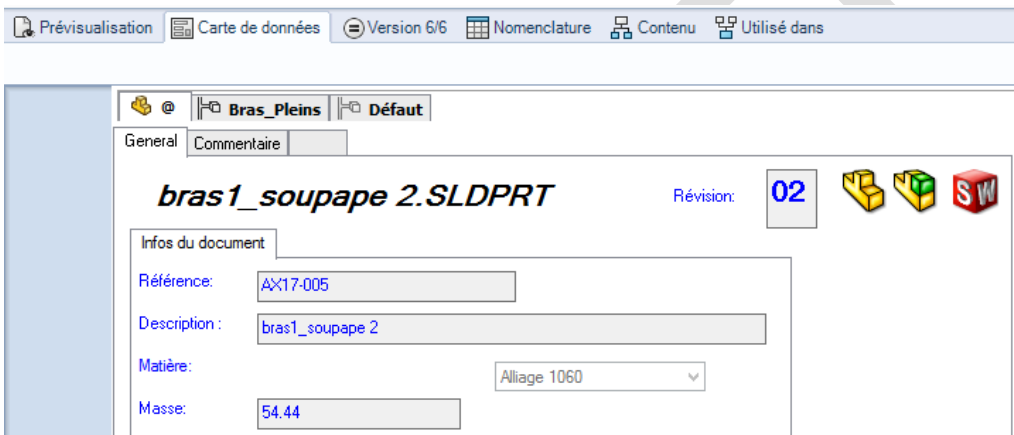 Prévisualisation Carte de données Version 6/6 Nomenclature Contenu Utilisé dans
@ Bras_Pleins Défaut
General Commentaire
bras1_soupape 2.SLDPRT Révision: 02 SW
Infos du document
Référence: AX17-005
Description : bras1_soupape 2
Matière: Alliage 1060
Masse: 54.44